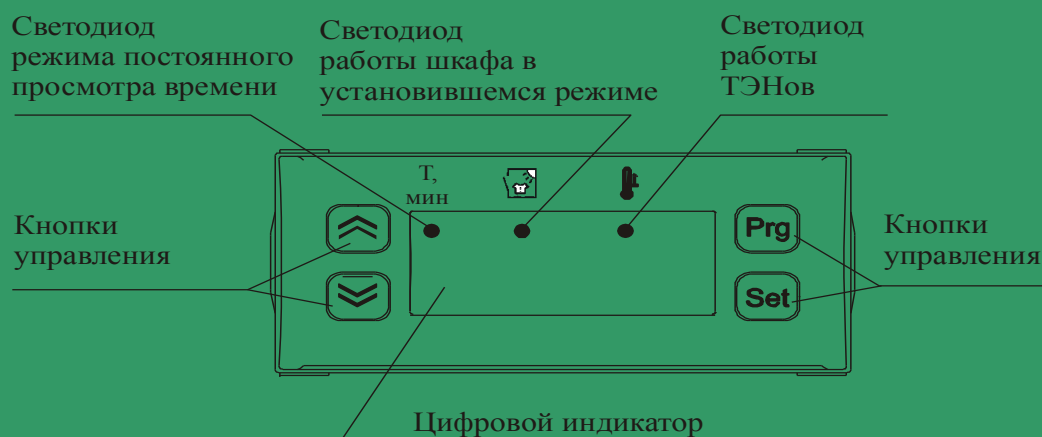 Светодиод
режима постоянного
просмотра времени
Светодиод
работы шкафа в
установившемся режиме
Светодиод
работы
ТЭНов
Т,
мин
Кнопки
управления
Prg
Set
Кнопки
управления
Цифровой индикатор